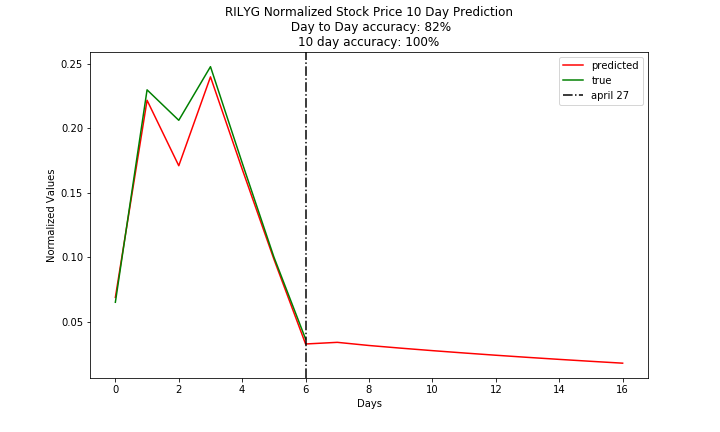 RILYG Normalized Stock Price 10 Day Prediction
Day to Day accuracy: 82%
10 day accuracy: 100%
predicted
true
april 27
0.25
0.20
0.15
0.10
0.05
Normalized Values
0 2 4 6 8 10 12 14 16
Days